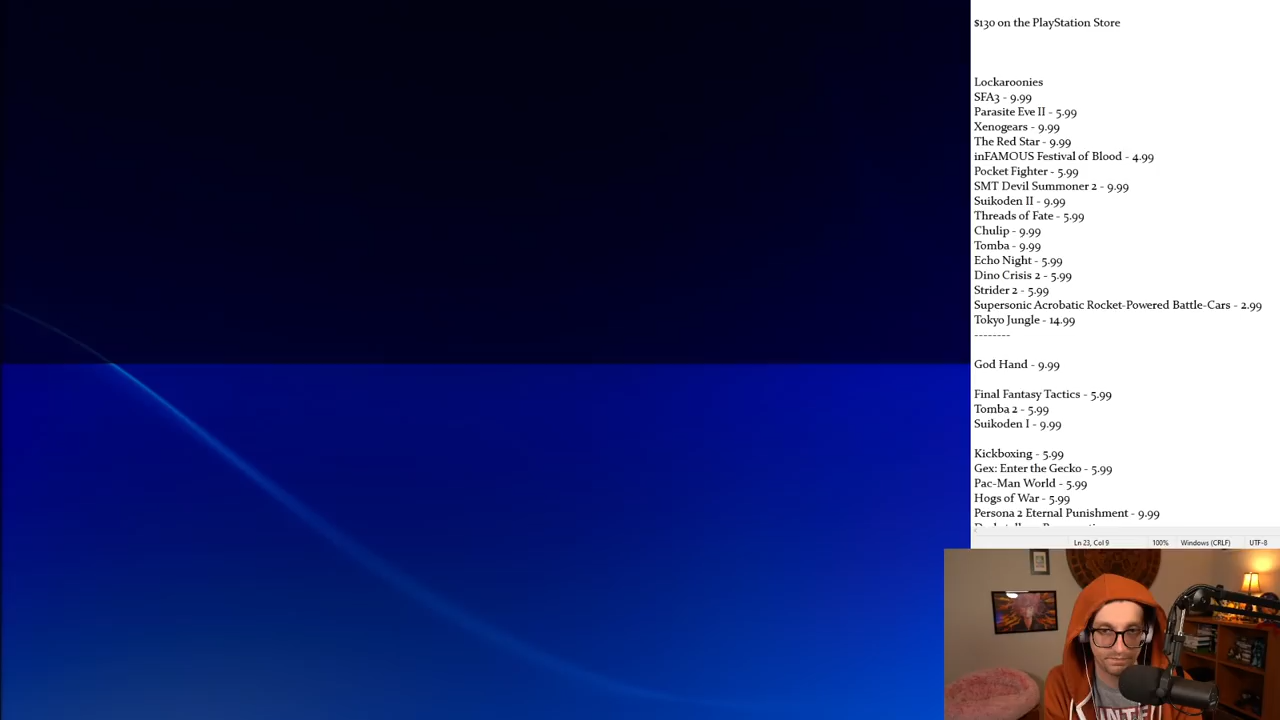 $130 on the PlayStation Store
Lockaroonies
SFA3 - 9.99
Parasite Eve II - 5.99
Xenogears - 9.99
The Red Star - 9.99
inFAMOUS Festival of Blood - 4.99
Pocket Fighter - 5.99
SMT Devil Summoner 2 - 9.99
Suikoden II - 9.99
Threads of Fate - 5.99
Chulip - 9.99
Tomba - 9.99
Echo Night - 5.99
Dino Crisis 2 - 5.99
Strider 2 - 5.99
Supersonic Acrobatic Rocket-Powered Battle-Cars - 2.99
Tokyo Jungle - 14.99
--------
God Hand - 9.99
Final Fantasy Tactics - 5.99
Tomba 2 - 5.99
Suikoden I - 9.99
Kickboxing - 5.99
Gex: Enter the Gecko - 5.99
Pac-Man World - 5.99
Hogs of War - 5.99
Persona 2 Eternal Punishment - 9.99
Ln 23, Col 9 100% Windows (CRLF) UTF-8